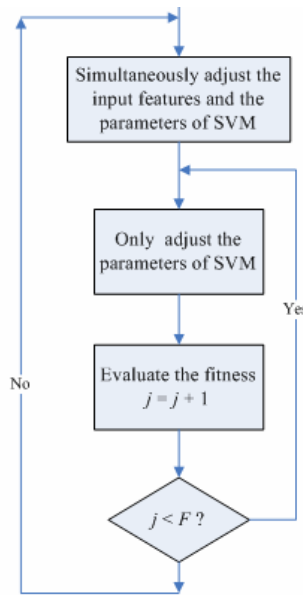 Simultaneously adjust the
input features and the
parameters of SVM
Only adjust the
parameters of SVM
Yes
No
Evaluate the fitness
j = j + 1
j < F ?